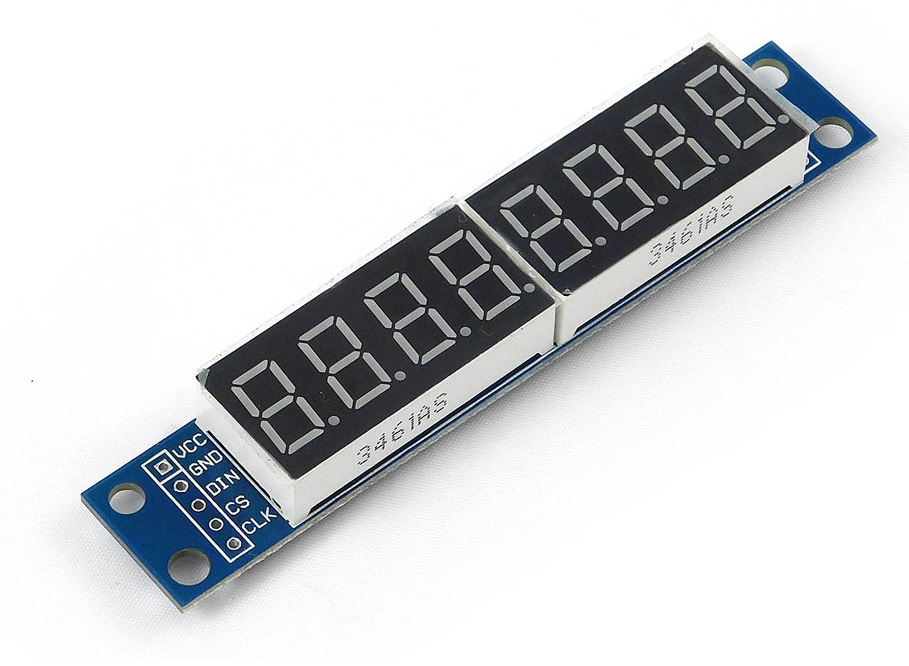 VCC
GND
DIN
CS
CLK
3461AS
3461AS